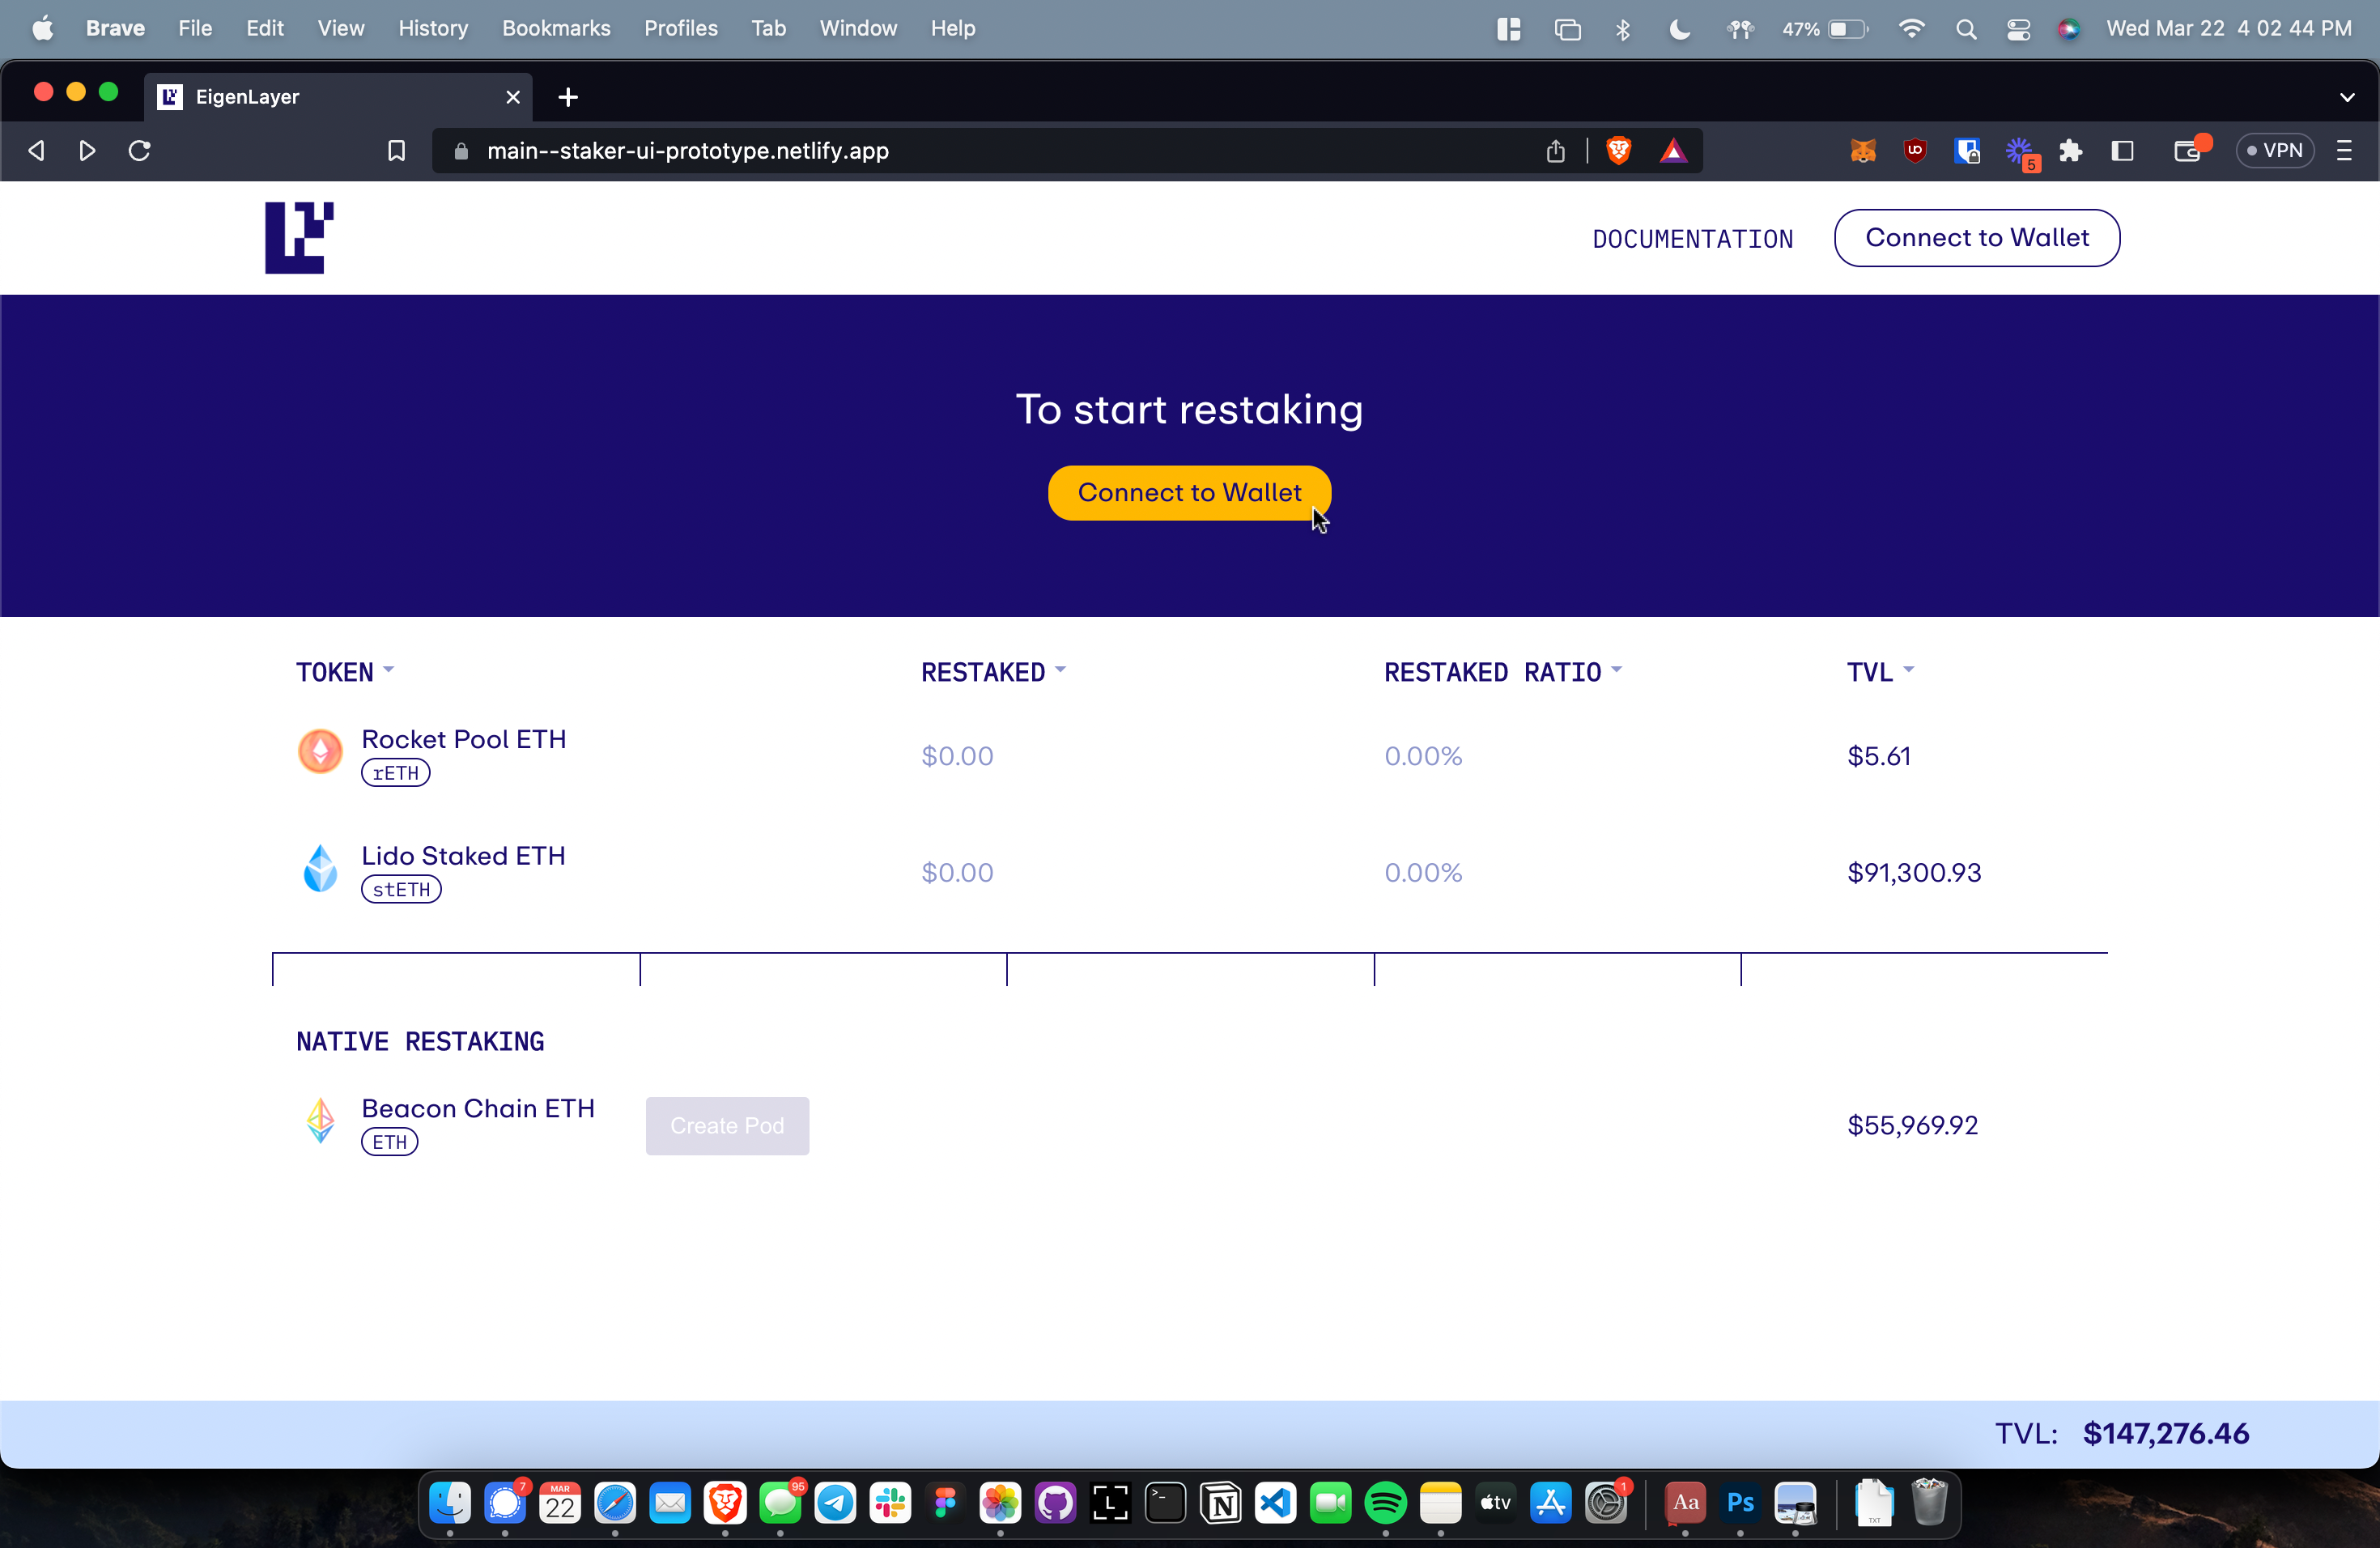 Brave File Edit View History Bookmarks Profiles Tab Window Help 47% Wed Mar 22 4 02 44 PM
EigenLayer
main--staker-ui-prototype.netlify.app UD 5 VPN
DOCUMENTATION Connect to Wallet
To start restaking
Connect to Wallet
TOKEN RESTAKED RESTAKED RATIO TVL
Rocket Pool ETH
rETH
$0.00 0.00% $5.61
Lido Staked ETH
stETH
$0.00 0.00% $91,300.93
NATIVE RESTAKING
Beacon Chain ETH
ETH
Create Pod $55,969.92
TVL: $147,276.46
7 MAR 22 95 L >_ N tv 1 Aa Ps TXT